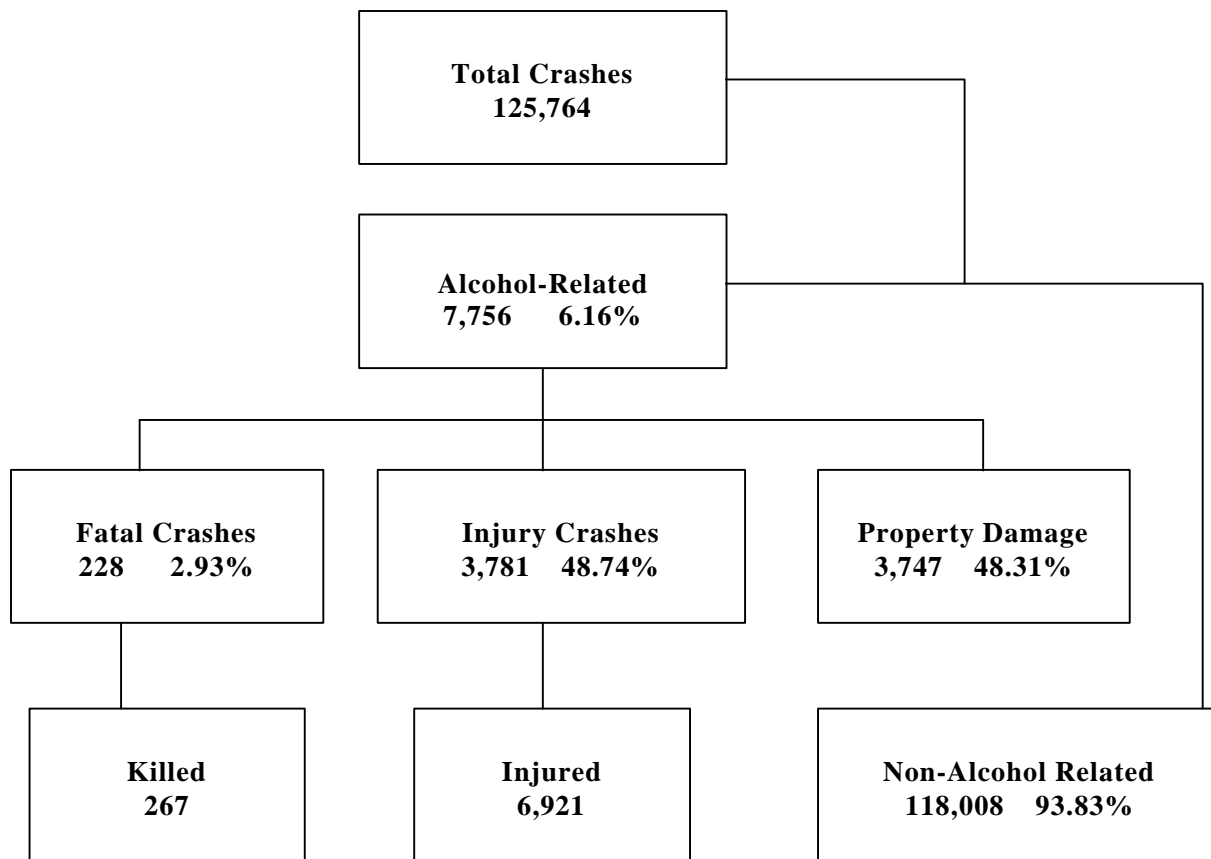 Total Crashes
125,764
Alcohol-Related
7,756 6.16%
Fatal Crashes
228 2.93%
Injury Crashes
3,781 48.74%
Property Damage
3,747 48.31%
Killed
267
Injured
6,921
Non-Alcohol Related
118,008 93.83%